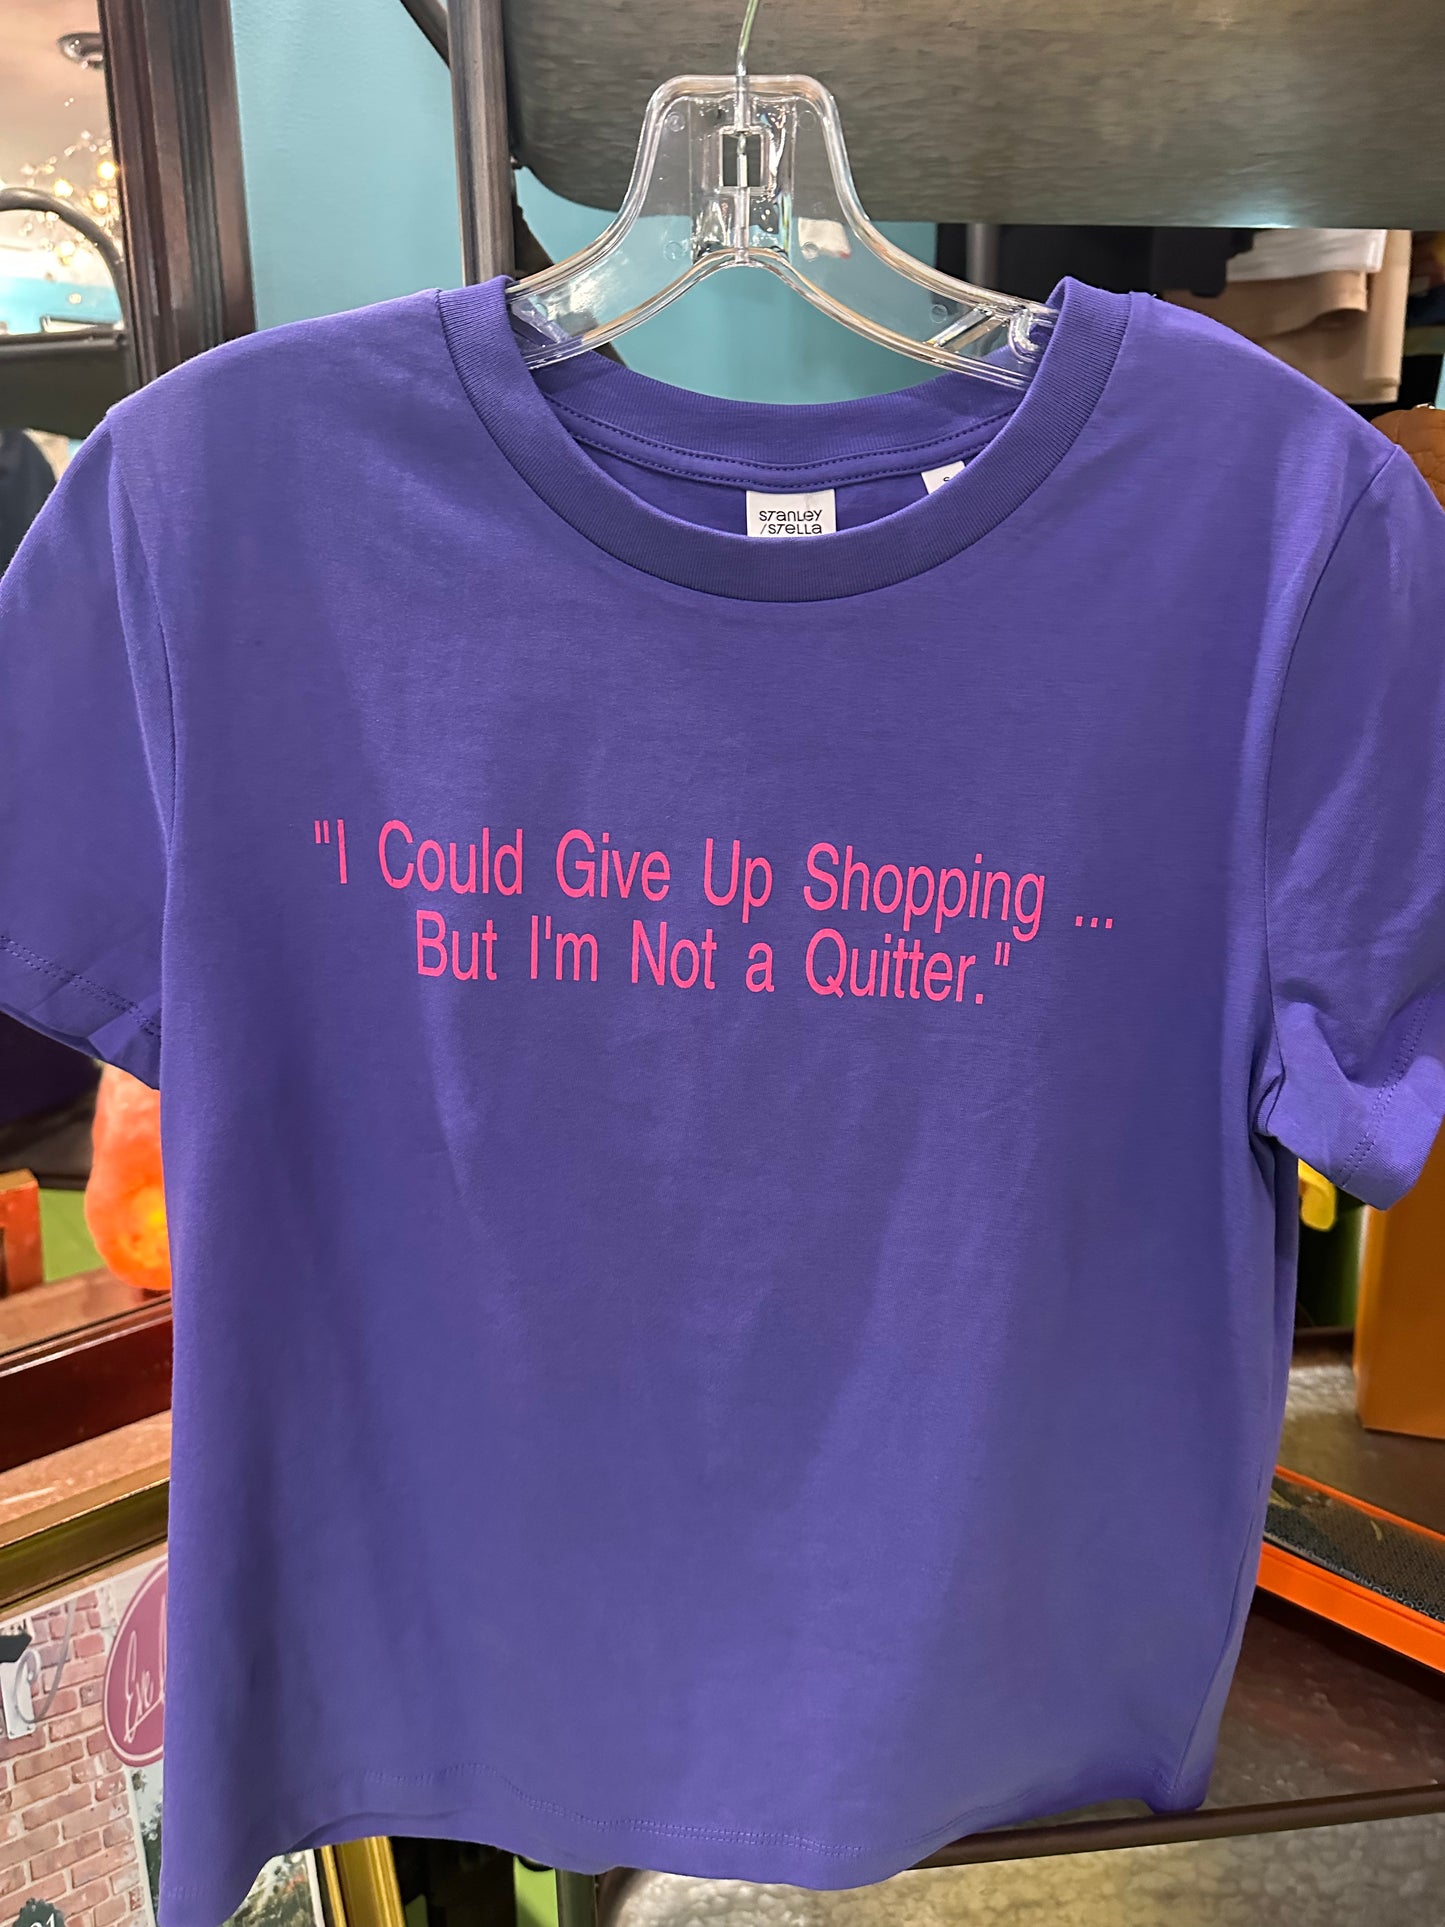 STANLEY
/STELLA
S
"I Could Give Up Shopping ...
But I'm Not a Quitter."